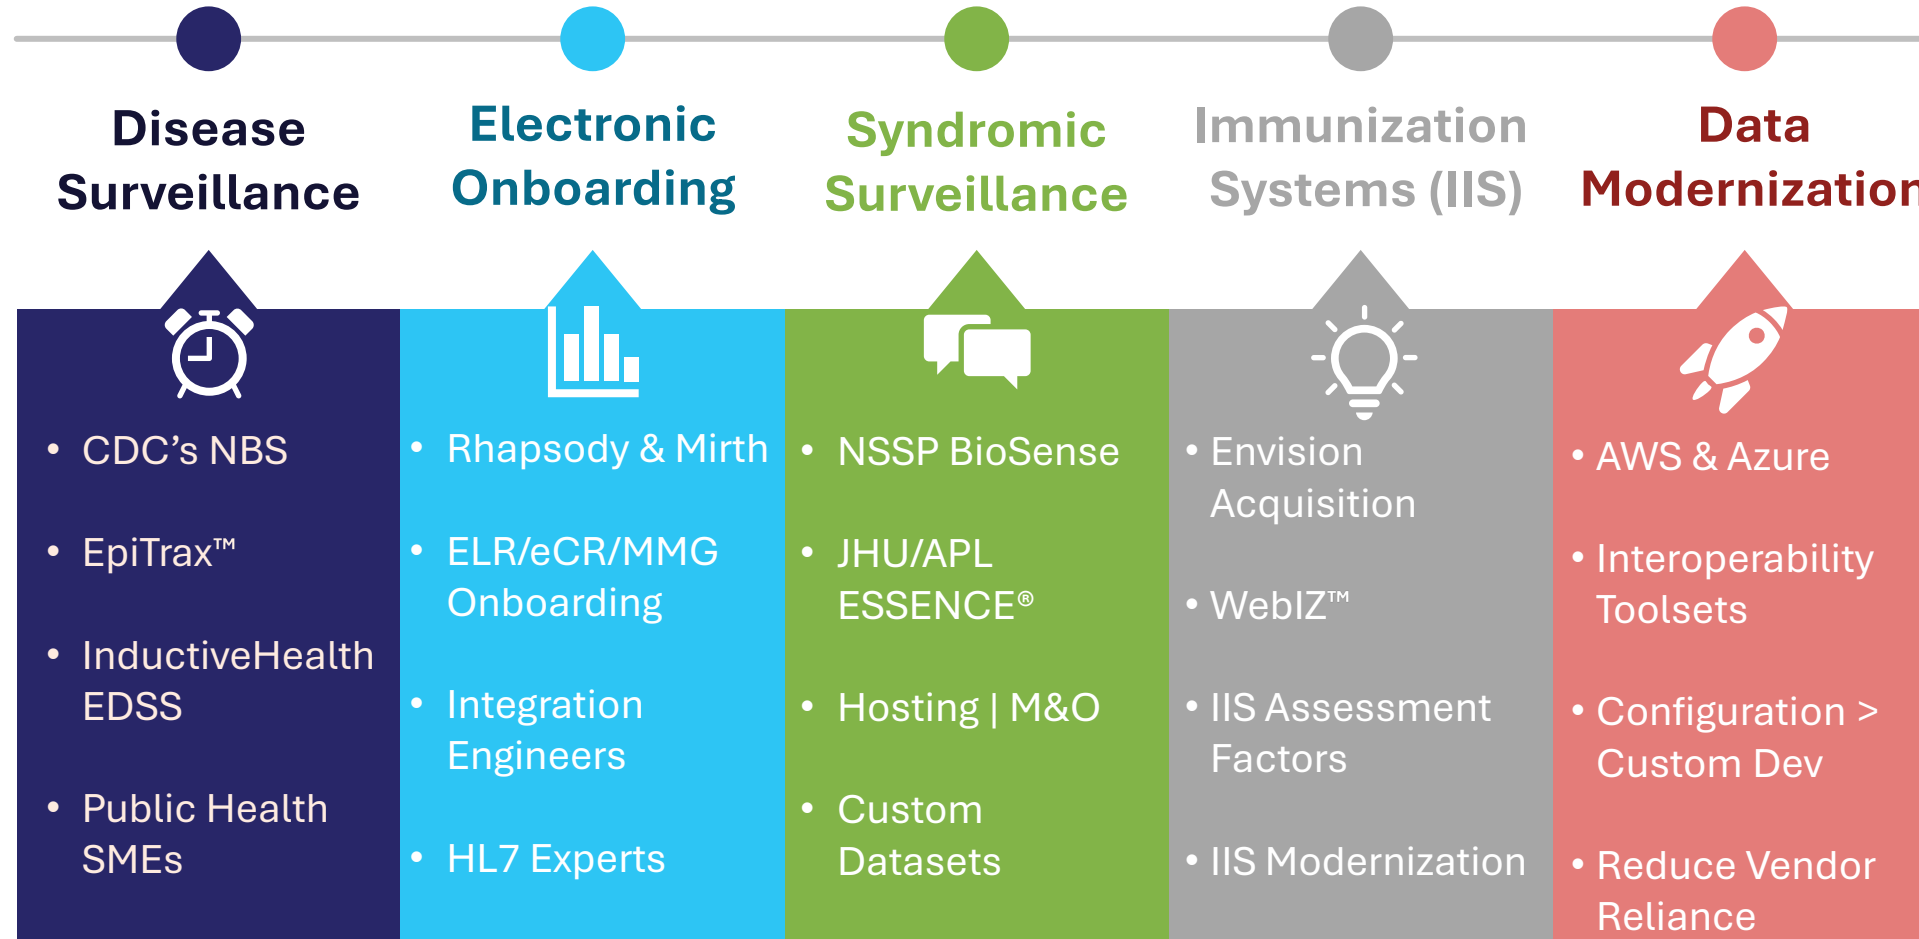 Disease
Surveillance
• CDC’s NBS
• EpiTrax™
• InductiveHealth
EDSS
• Public Health
SMEs
Electronic
Onboarding
• Rhapsody & Mirth
• ELR/eCR/MMG
Onboarding
• Integration
Engineers
• HL7 Experts
Syndromic
Surveillance
• NSSP BioSense
• JHU/APL
ESSENCE®
• Hosting | M&O
• Custom
Datasets
Immunization
Systems (IIS)
• Envision
Acquisition
• WebIZ™
• IIS Assessment
Factors
• IIS Modernization
Data
Modernization
• AWS & Azure
• Interoperability
Toolsets
• Configuration >
Custom Dev
• Reduce Vendor
Reliance